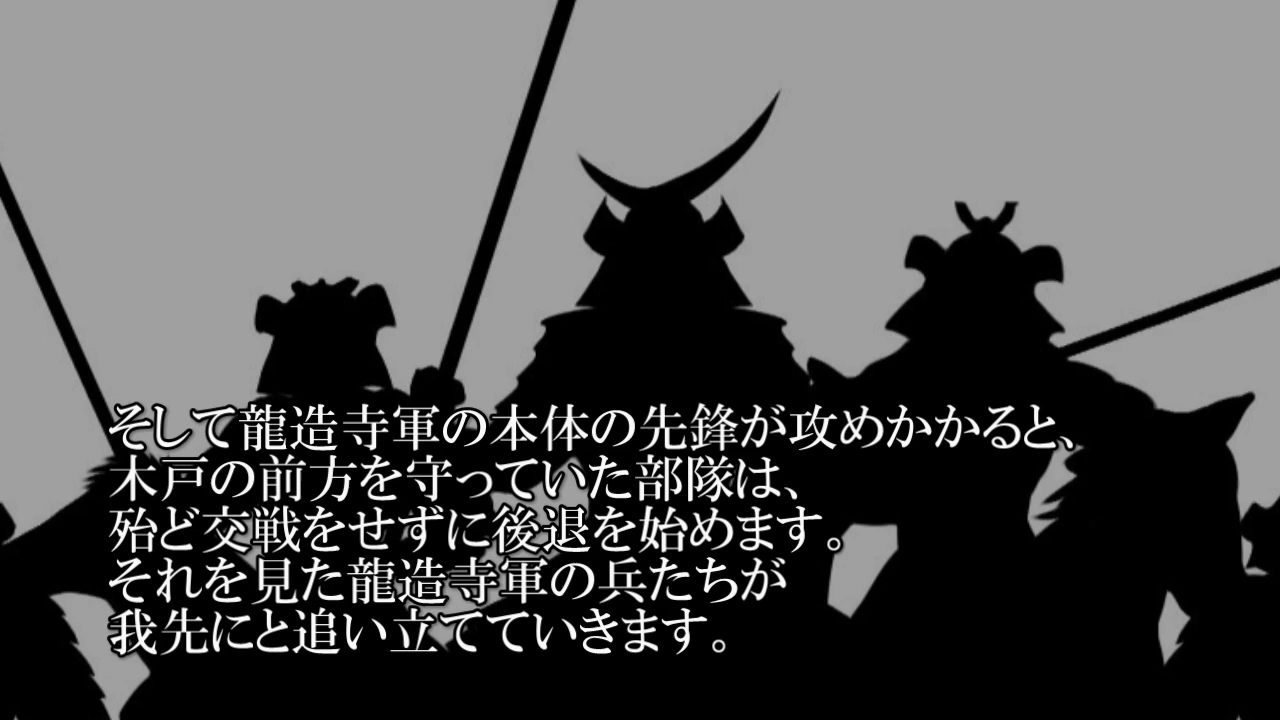 そして龍造寺軍の本体の先鋒が攻めかかると、
木戸の前方を守っていた部隊は、
殆ど交戦をせずに後退を始めます。
それを見た龍造寺軍の兵たちが
我先にと追い立てていきます。